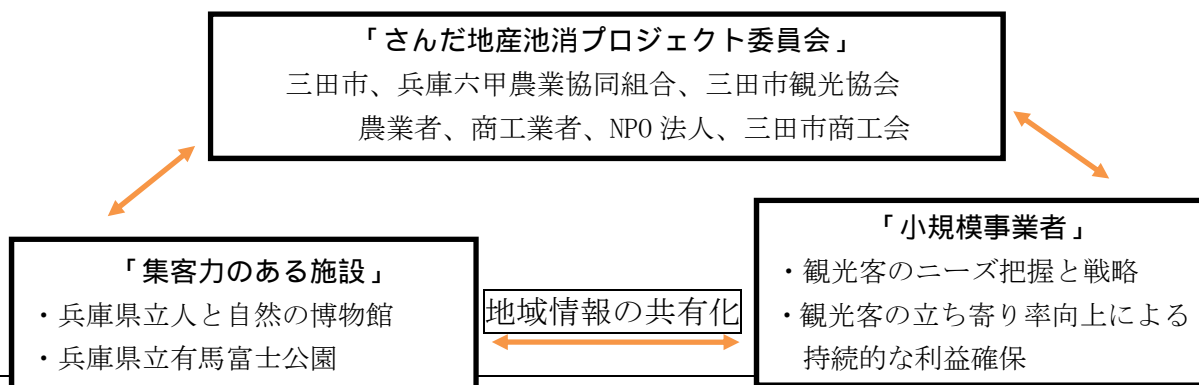 「さんだ地産池消プロジェクト委員会」
三田市、兵庫六甲農業協同組合、三田市観光協会
農業者、商工業者、NPO 法人、三田市商工会
「集客力のある施設」
・兵庫県立人と自然の博物館
・兵庫県立有馬富士公園
地域情報の共有化
「小規模事業者」
・観光客のニーズ把握と戦略
・観光客の立ち寄り率向上による
持続的な利益確保